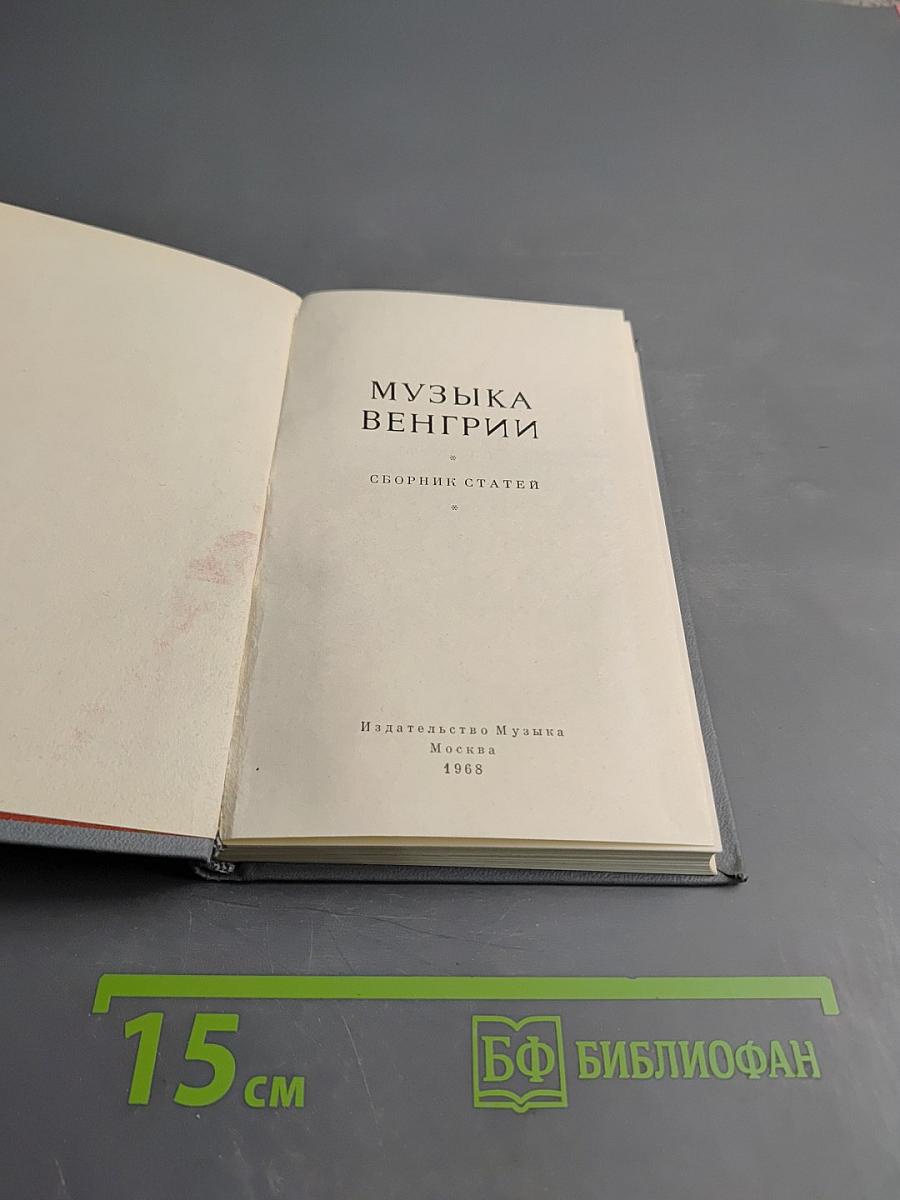 МУЗЫКА
ВЕНГРИИ
*
СБОРНИК СТАТЕЙ
*
Издательство Музыка
Москва
1968
15 см
БФ БИБЛИОФАН